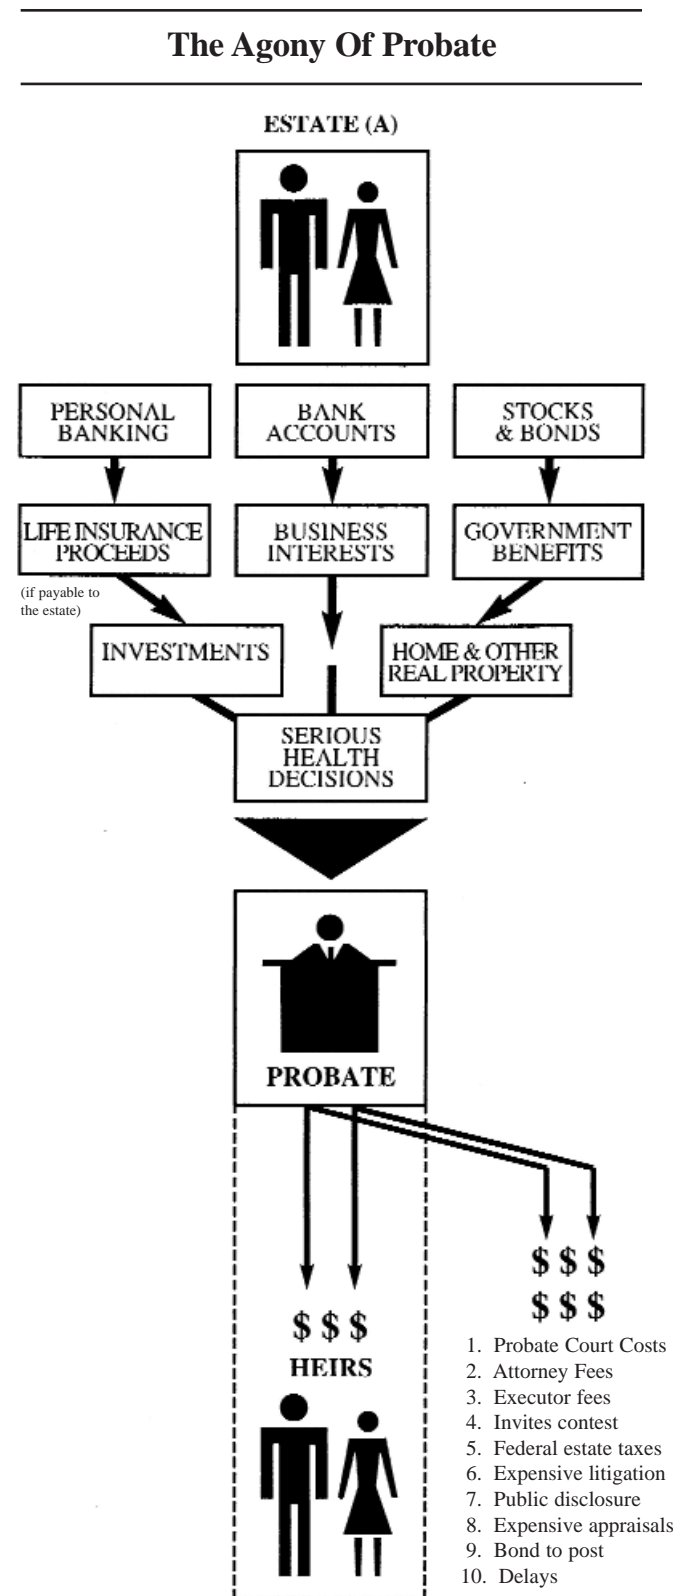 The Agony Of Probate
ESTATE (A)
PERSONAL
BANKING
BANK
ACCOUNTS
STOCKS
& BONDS
LIFE INSURANCE
PROCEEDS
BUSINESS
INTERESTS
GOVERNMENT
BENEFITS
(if payable to
the estate)
INVESTMENTS
HOME & OTHER
REAL PROPERTY
SERIOUS
HEALTH
DECISIONS
PROBATE
$ $ $
$ $ $
$ $ $
HEIRS
1. Probate Court Costs
2. Attorney Fees
3. Executor fees
4. Invites contest
5. Federal estate taxes
6. Expensive litigation
7. Public disclosure
8. Expensive appraisals
9. Bond to post
10. Delays